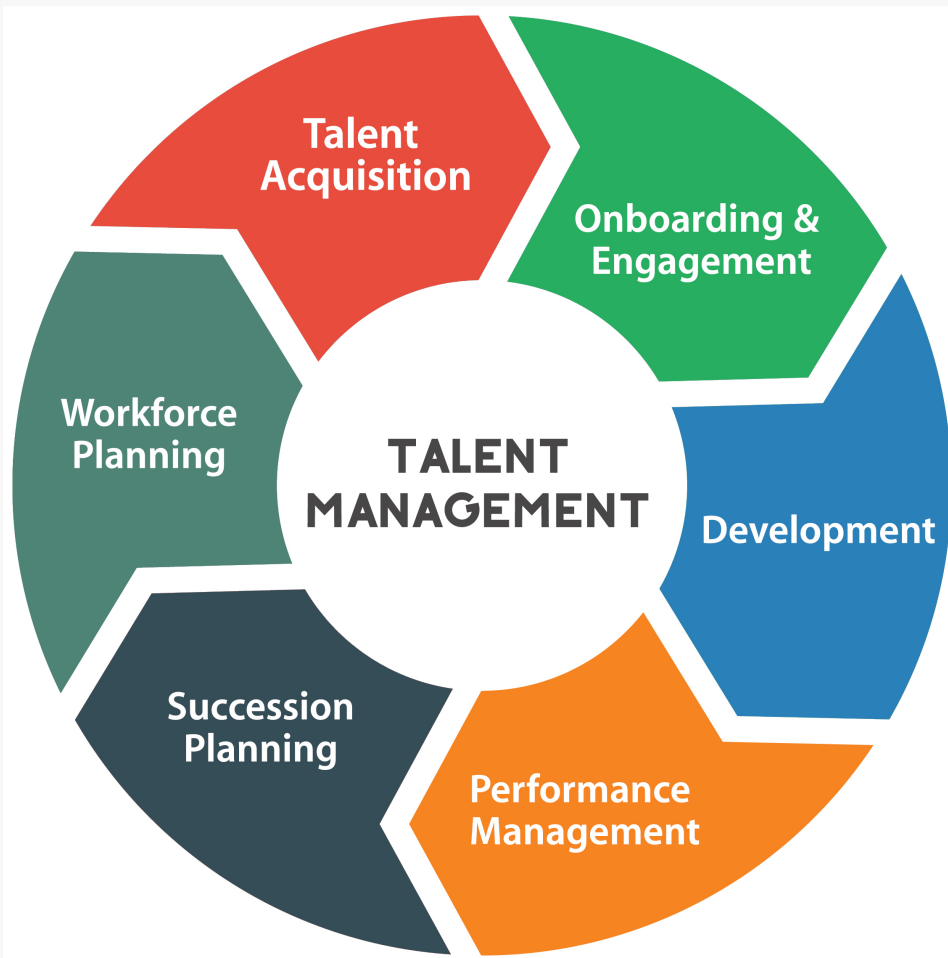 Talent
Acquisition
Onboarding &
Engagement
Development
Performance
Management
Succession
Planning
Workforce
Planning
TALENT
MANAGEMENT